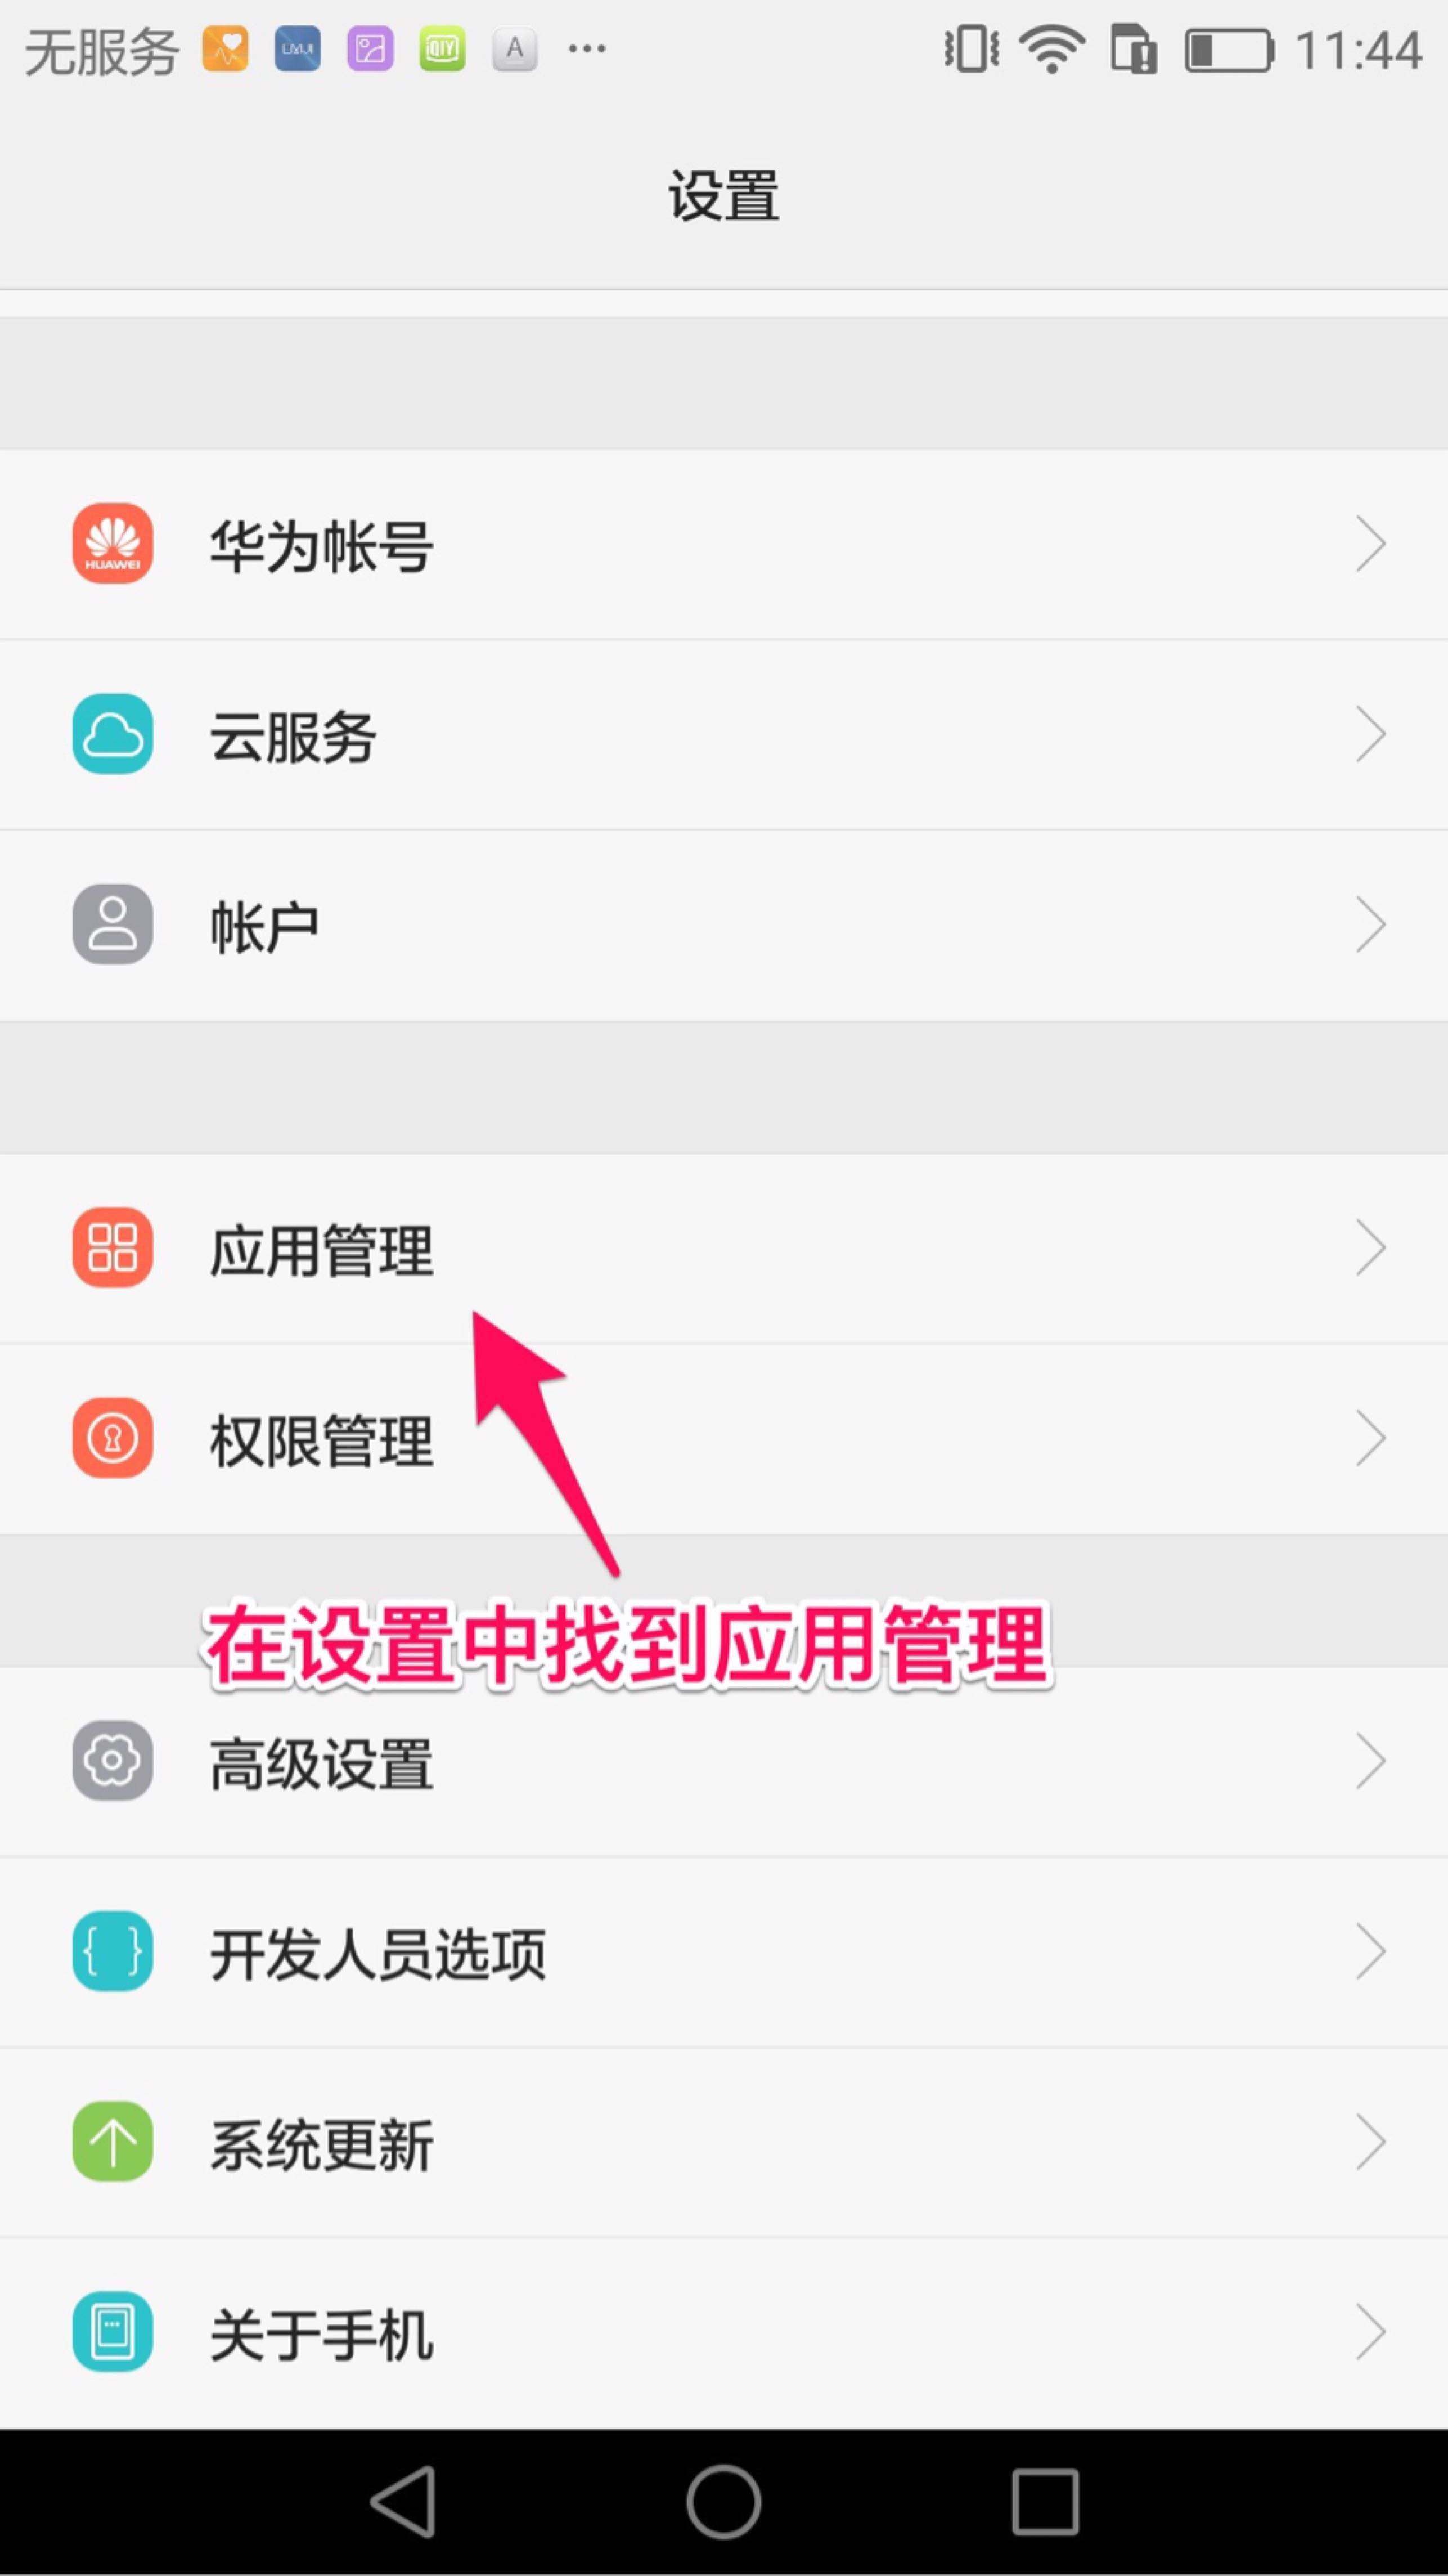 无服务 EMUI QIY A ... 11:44
设置
HUAWEI 华为帐号
云服务
帐户
应用管理
权限管理
在设置中找到应用管理
高级设置
开发人员选项
系统更新
关于手机